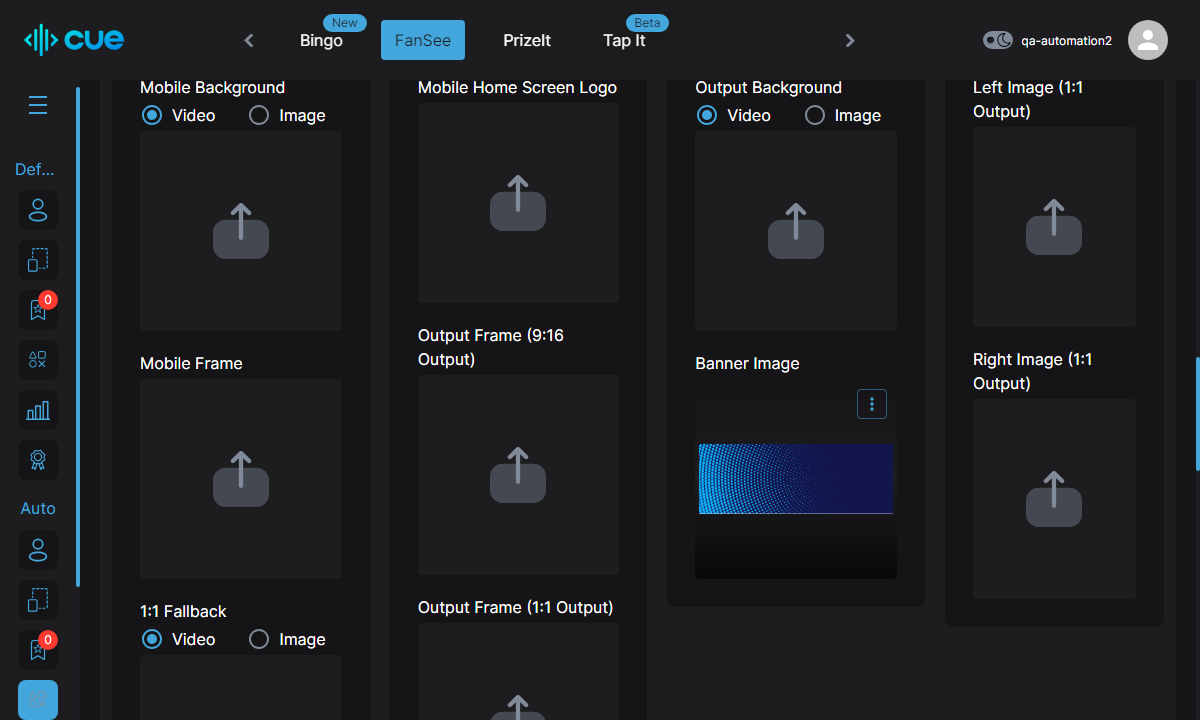 cue
New
Bingo
FanSee
PrizeIt
Beta
Tap It
qa-automation2
Def...
0
Auto
0
Mobile Background
Video
Image
Mobile Frame
1:1 Fallback
Video
Image
Mobile Home Screen Logo
Output Frame (9:16
Output)
Output Frame (1:1 Output)
Output Background
Video
Image
Banner Image
Left Image (1:1
Output)
Right Image (1:1
Output)